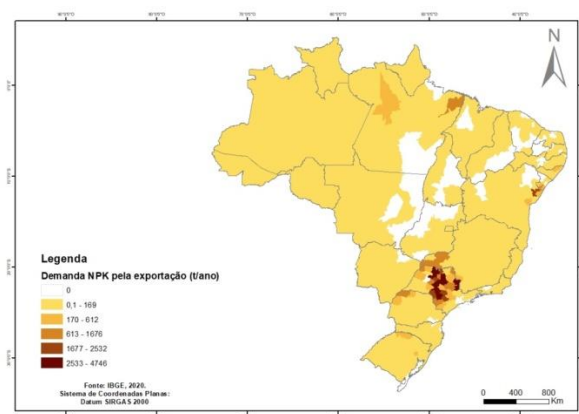 N
Legenda
Demanda NPK pela exportação (t/ano)
0
0,1 - 169
170 - 612
613 - 1676
1677 - 2532
2533 - 4746
Fonte: IBGE, 2020.
Sistema de Coordenadas Planas:
Datum SIRGAS 2000
0 400 800
Km